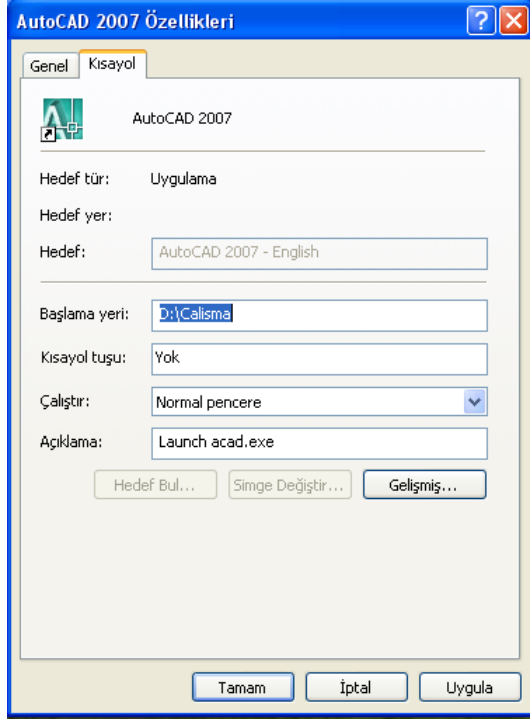 AutoCAD 2007 Özellikleri
Genel
Kısayol
AutoCAD 2007
Hedef tür: Uygulama
Hedef yer:
Hedef: AutoCAD 2007 - English
Başlama yeri: D:\Calisma
Kısayol tuşu: Yok
Çalıştır: Normal pencere
Açıklama: Launch acad.exe
Hedef Bul... Simge Değiştir... Gelişmiş...
Tamam İptal Uygula